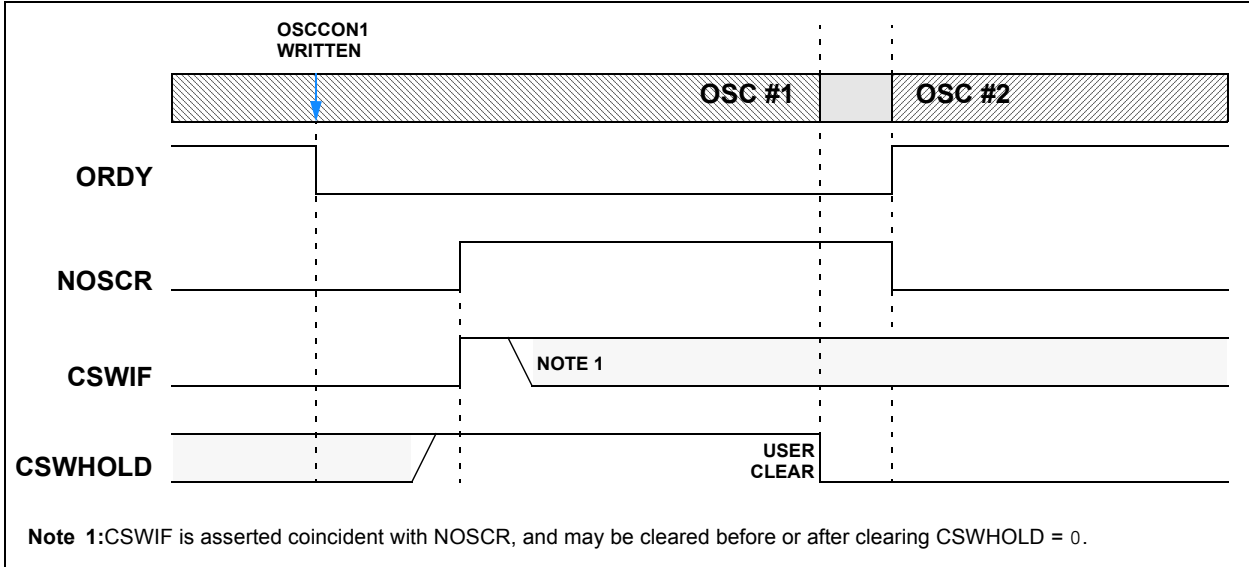 OSCCON1
WRITTEN
OSC #1
OSC #2
ORDY
NOSCR
CSWIF
NOTE 1
CSWHOLD
USER
CLEAR
Note 1:CSWIF is asserted coincident with NOSCR, and may be cleared before or after clearing CSWHOLD = 0.